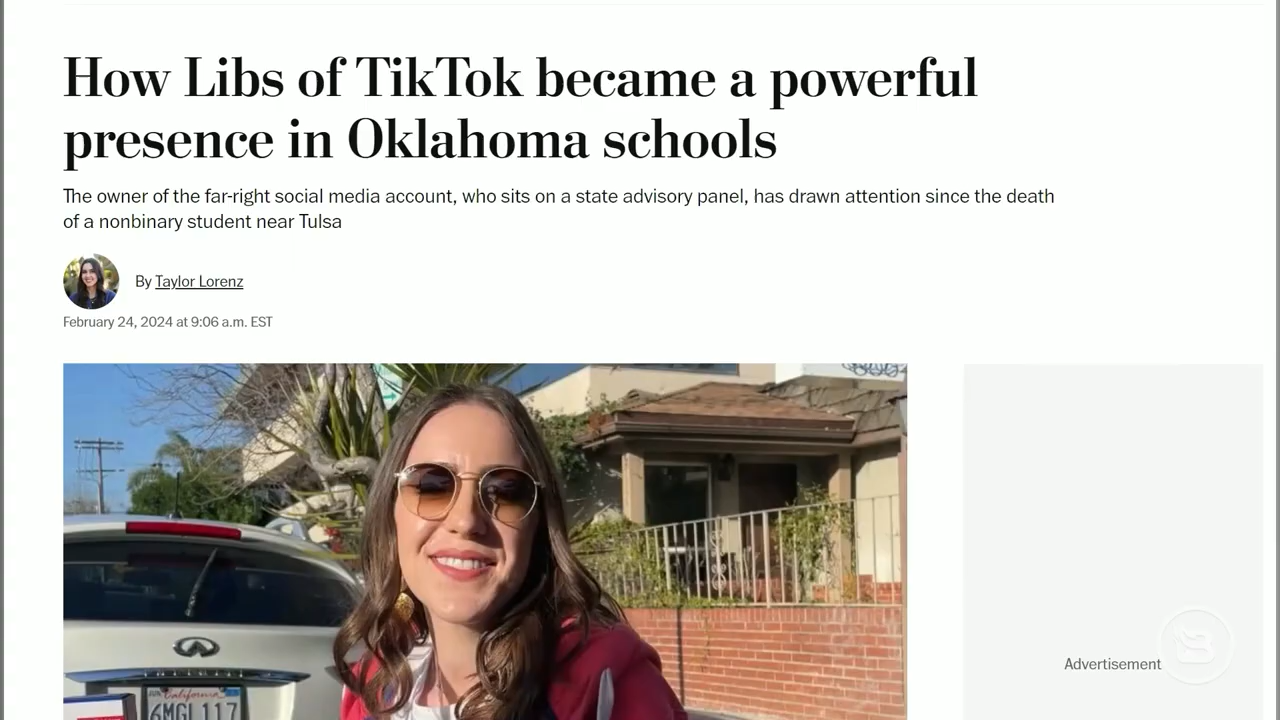 How Libs of TikTok became a powerful
presence in Oklahoma schools
The owner of the far-right social media account, who sits on a state advisory panel, has drawn attention since the death
of a nonbinary student near Tulsa
By Taylor Lorenz
February 24, 2024 at 9:06 a.m. EST
California
6MGL117
Advertisement